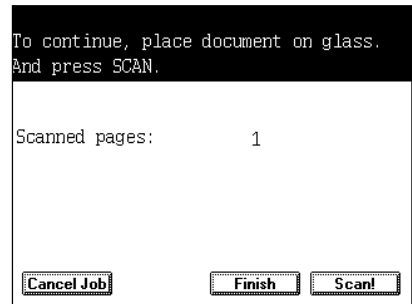 To continue, place document on glass.
And press SCAN.
Scanned pages: 1
Cancel Job Finish Scan!